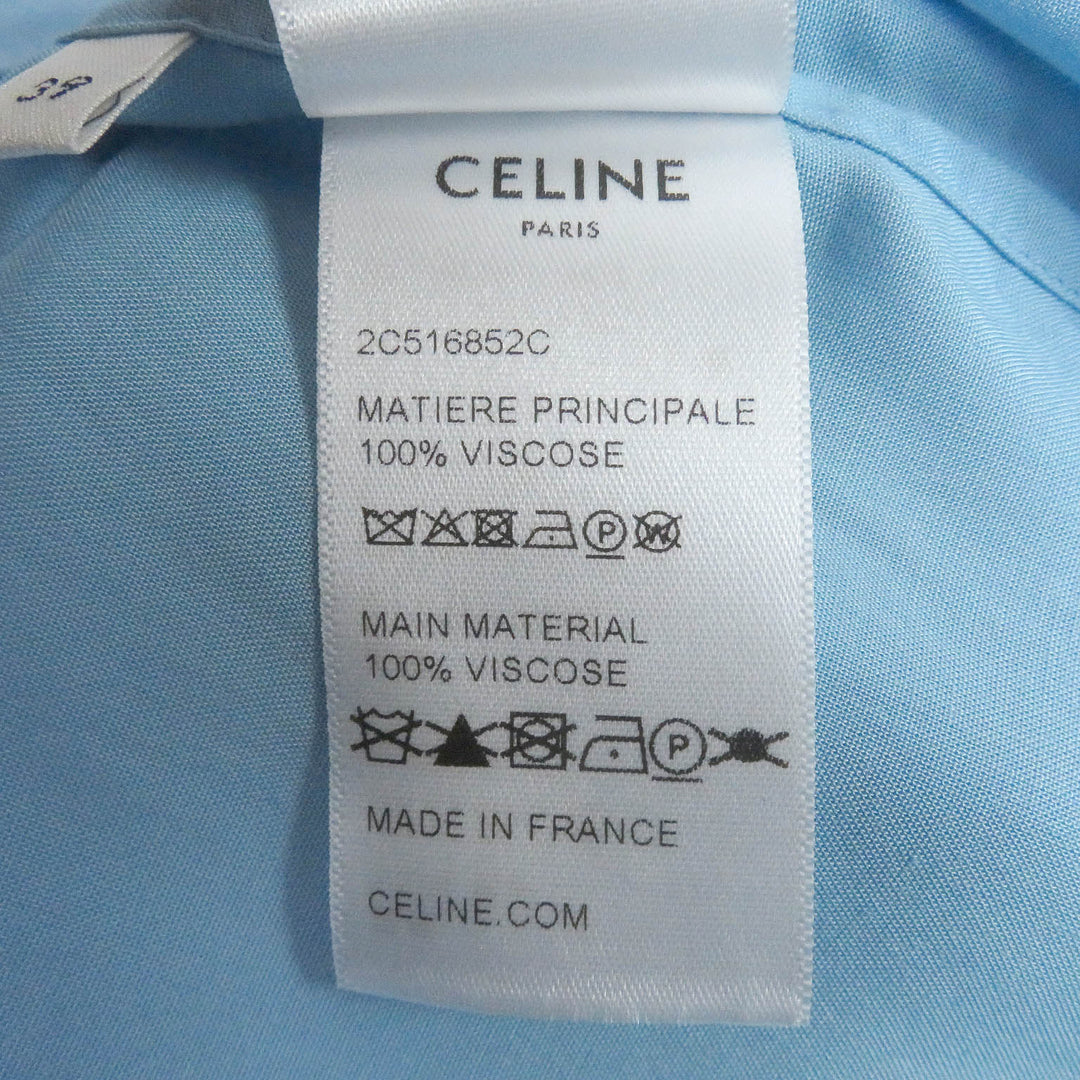 39
CELINE
PARIS
2C516852C
MATIERE PRINCIPALE
100% VISCOSE
P W
MAIN MATERIAL
100% VISCOSE
P
MADE IN FRANCE
CELINE.COM